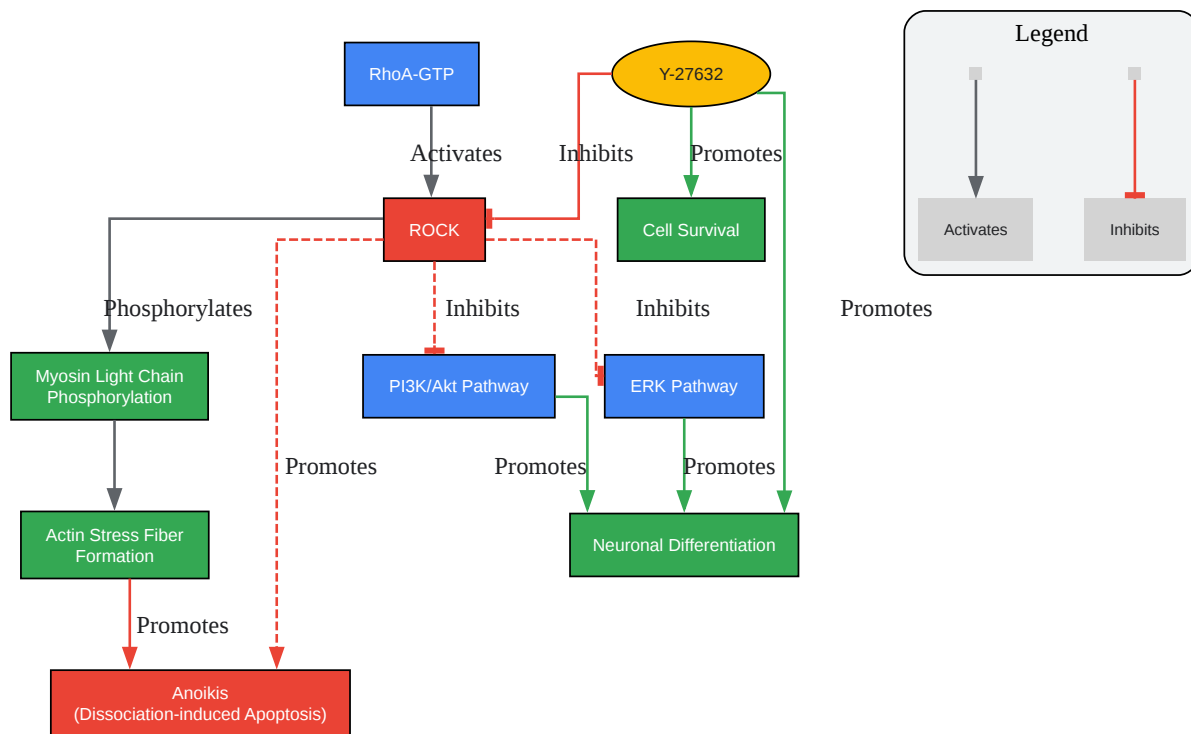 Legend
RhoA-GTP
Y-27632
Activates
Inhibits
Promotes
ROCK
Cell Survival
Activates
Inhibits
Phosphorylates
Inhibits
Inhibits
Promotes
Myosin Light Chain
Phosphorylation
PI3K/Akt Pathway
ERK Pathway
Promotes
Promotes
Promotes
Actin Stress Fiber
Formation
Neuronal Differentiation
Promotes
Anoikis
(Dissociation-induced Apoptosis)